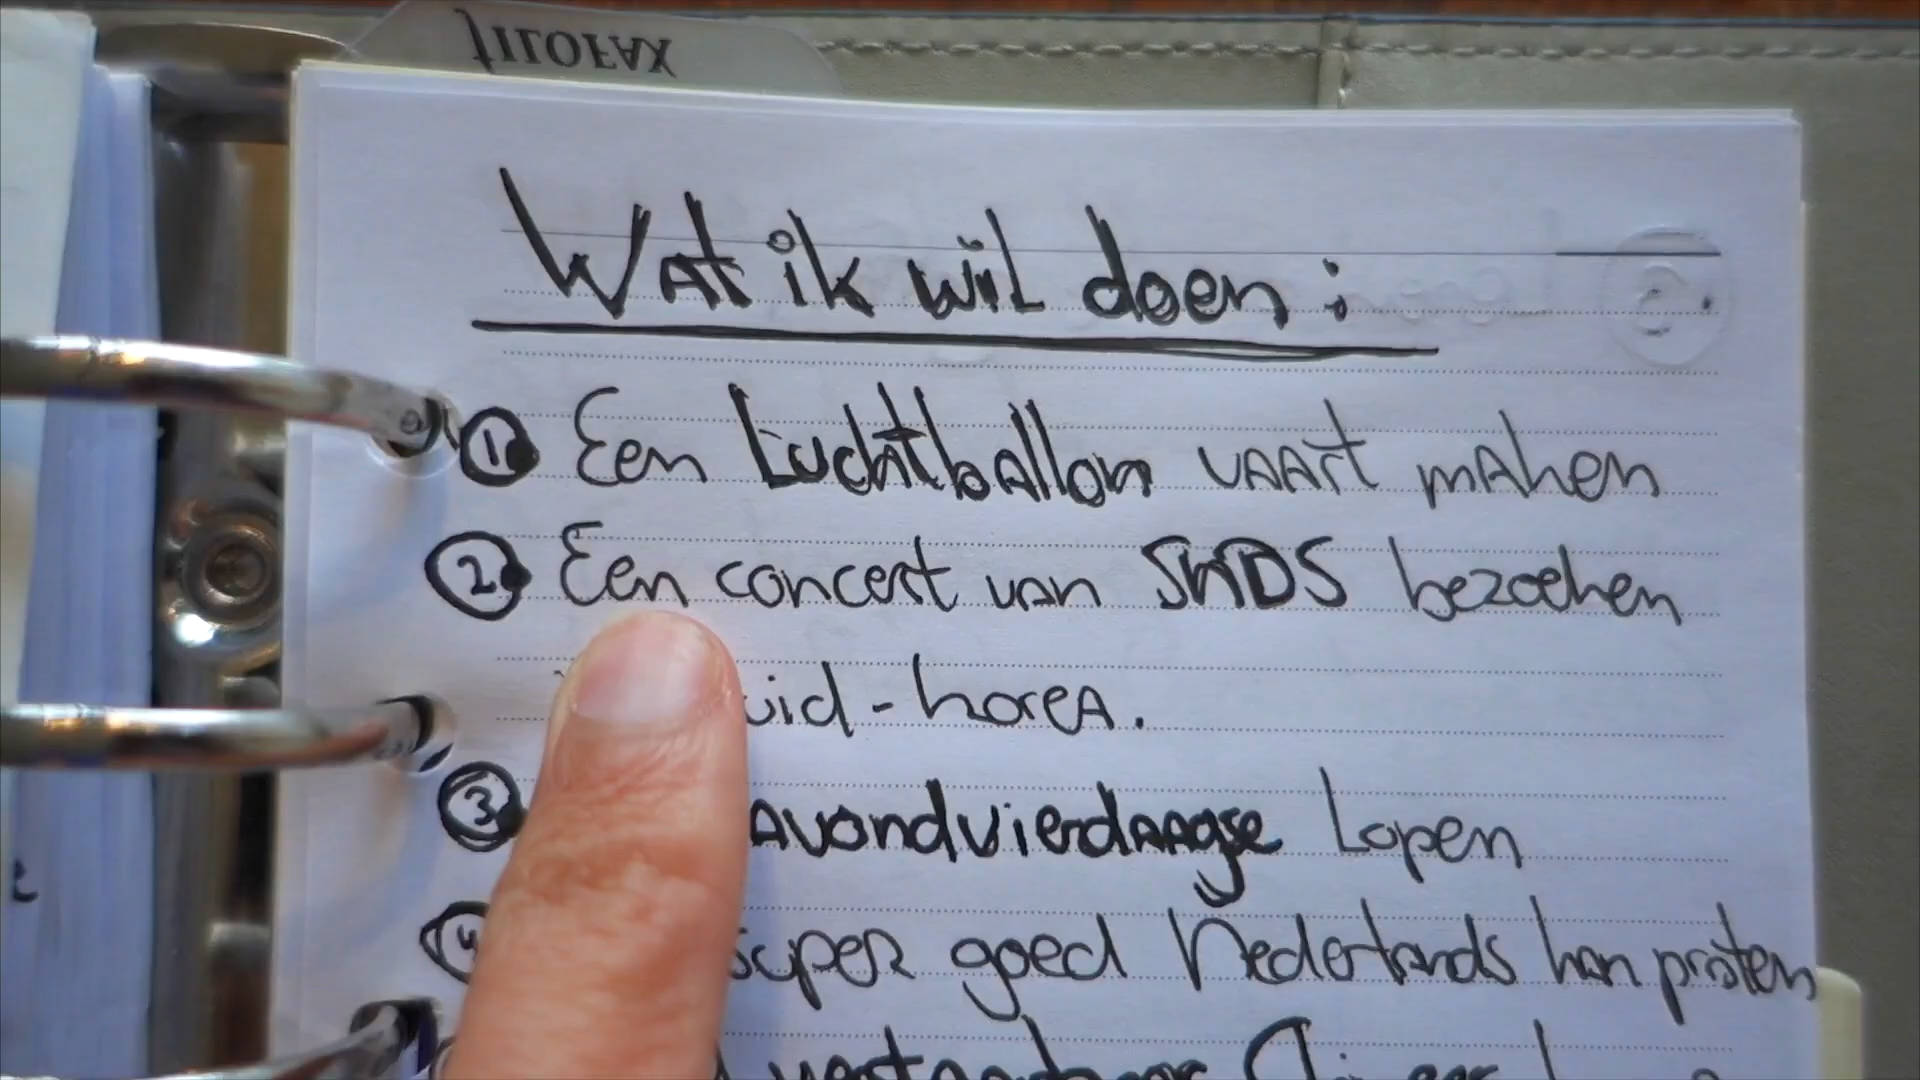 filofax
Wat ik wil doen:
1 Een Luchtballon vaart maken
2 Een concert van SHDS bezoeken
uid-korea.
3 avondvierdaagse Lopen
4 super goed Nederlands kan praten